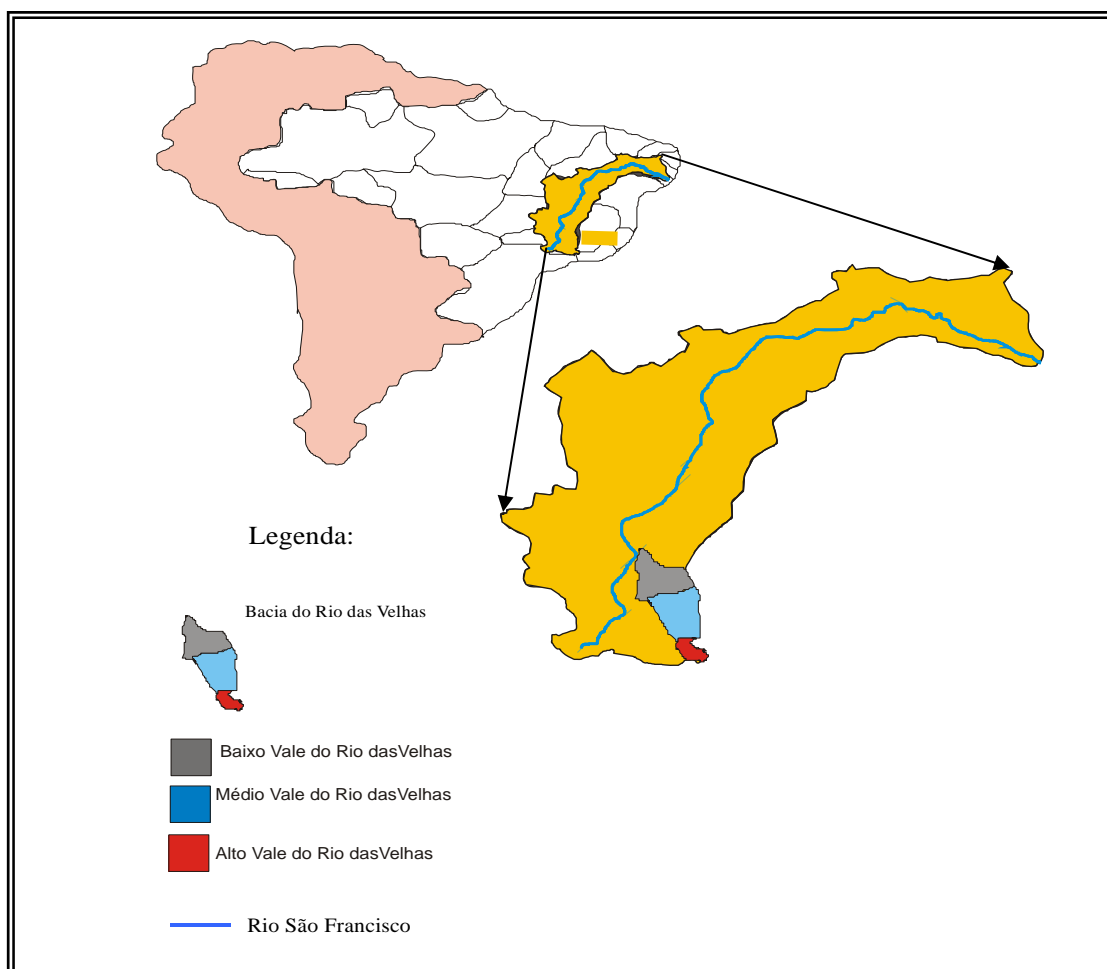 Legenda:
Bacia do Rio das Velhas
Baixo Vale do Rio dasVelhas
Médio Vale do Rio dasVelhas
Alto Vale do Rio dasVelhas
Rio São Francisco